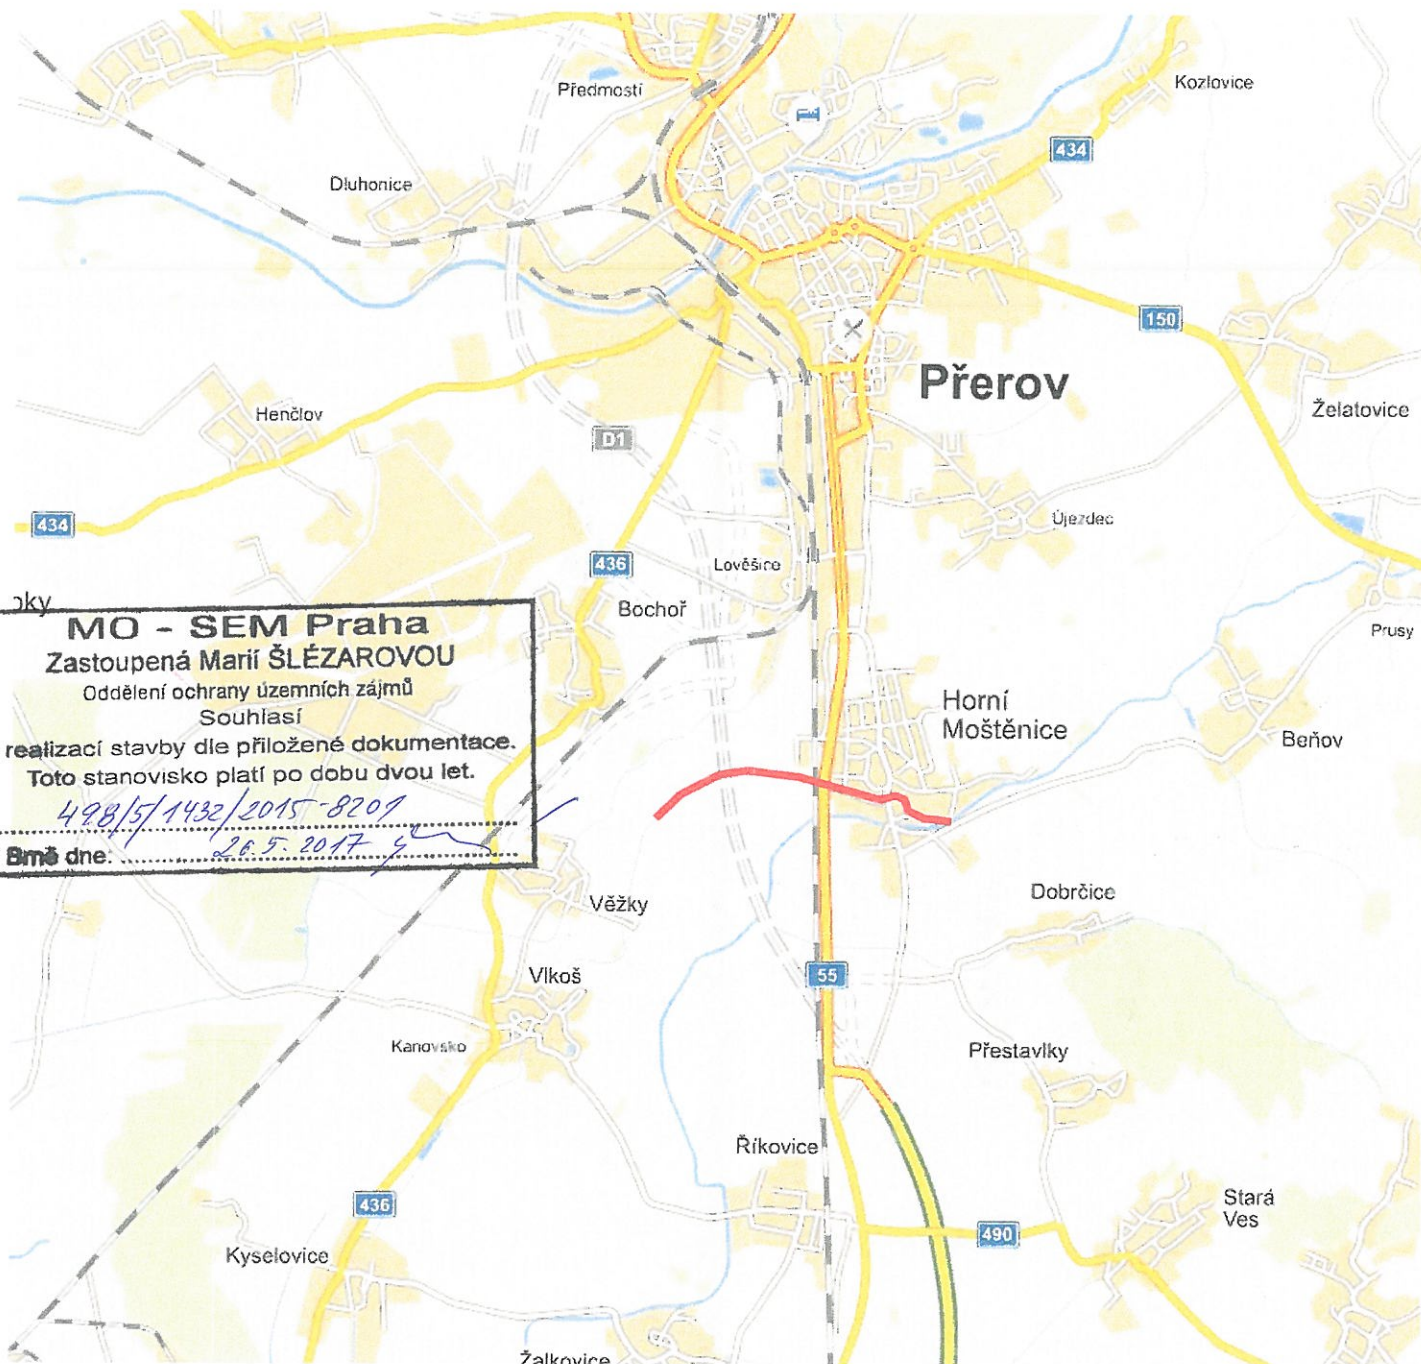 Předmostí
Kozlovice
434
Dluhonice
150
Přerov
Želatovice
Henčlov
D1
434
Újezdec
436
Lověšice
Bochoř
Prusy
MO - SEM Praha
Zastoupená Marií ŠLÉZAROVOU
Oddělení ochrany územních zájmů
Souhlasí
realizací stavby dle přiložené dokumentace.
Toto stanovisko platí po dobu dvou let.
498/5/1432/2015-8201
Brně dne: 26.5.2017
Horní
Moštěnice
Beňov
Věžky
Dobrčice
Vlkoš
55
Kanovsko
Přestavlky
Říkovice
436
Stará
Ves
490
Kyselovice
Žalkovice